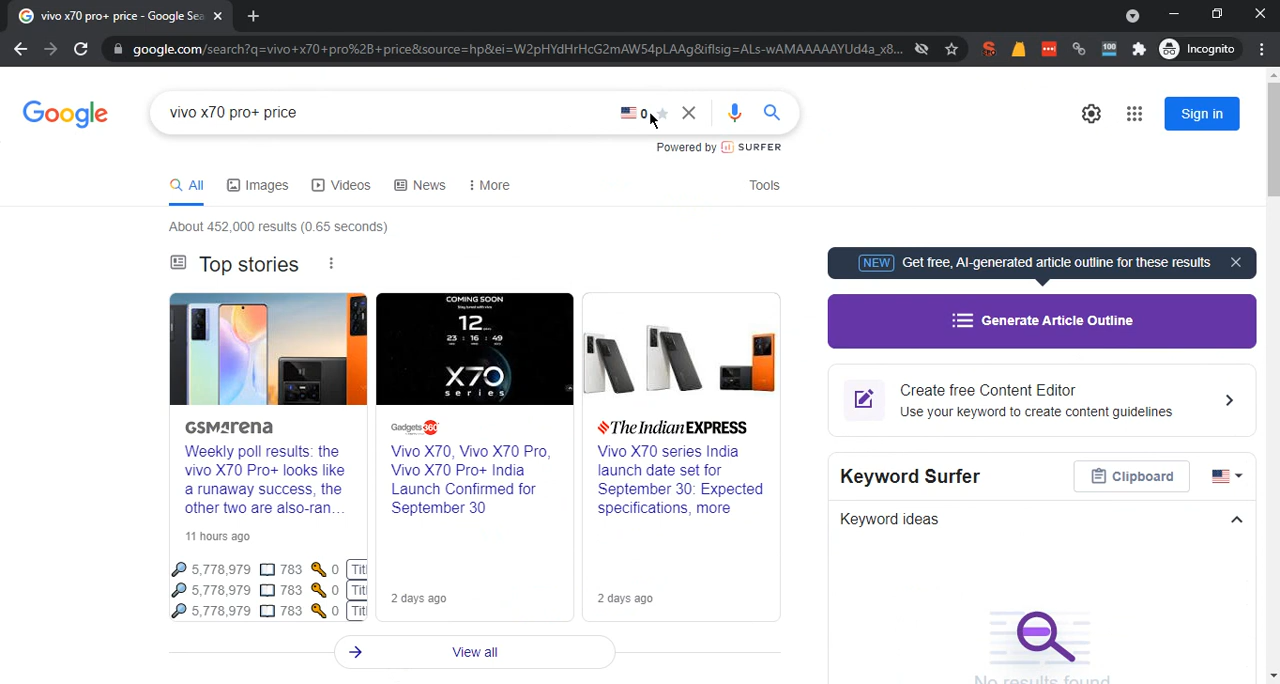 vivo x70 pro+ price - Google Sea
google.com/search?q=vivo+x70+pro%2B+price&source=hp&ei=W2pHYdHrHcG2mAW54pLAAg&iflsig=ALs-wAMAAAAAYUd4a_x8...
100
Incognito
Google
vivo x70 pro+ price
0
Sign in
Powered by SURFER
All Images Videos News More Tools
About 452,000 results (0.65 seconds)
Top stories
NEW Get free, AI-generated article outline for these results
Generate Article Outline
Create free Content Editor
Use your keyword to create content guidelines
Keyword Surfer Clipboard
Keyword ideas
No results found
GSMArena
Weekly poll results: the
vivo X70 Pro+ looks like
a runaway success, the
other two are also-ran...
11 hours ago
5,778,979 783 0 Titl
5,778,979 783 0 Titl
5,778,979 783 0 Titl
COMING SOON
Stay tuned with vivo
12
23 : 16 : 49
X70
series
Gadgets 360
Vivo X70, Vivo X70 Pro,
Vivo X70 Pro+ India
Launch Confirmed for
September 30
2 days ago
The Indian EXPRESS
Vivo X70 series India
launch date set for
September 30: Expected
specifications, more
2 days ago
View all